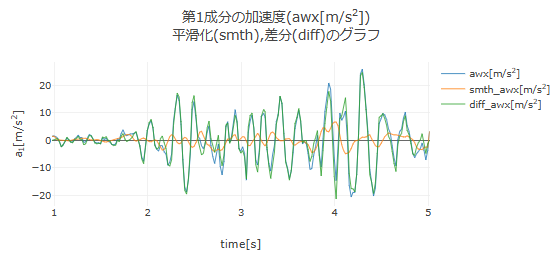 第1成分の加速度(awx[m/s²])
平滑化(smth),差分(diff)のグラフ
awx[m/s²]
smth_awx[m/s²]
diff_awx[m/s²]
a₁[m/s²]
20
10
0
−10
−20
1
2
3
4
5
time[s]